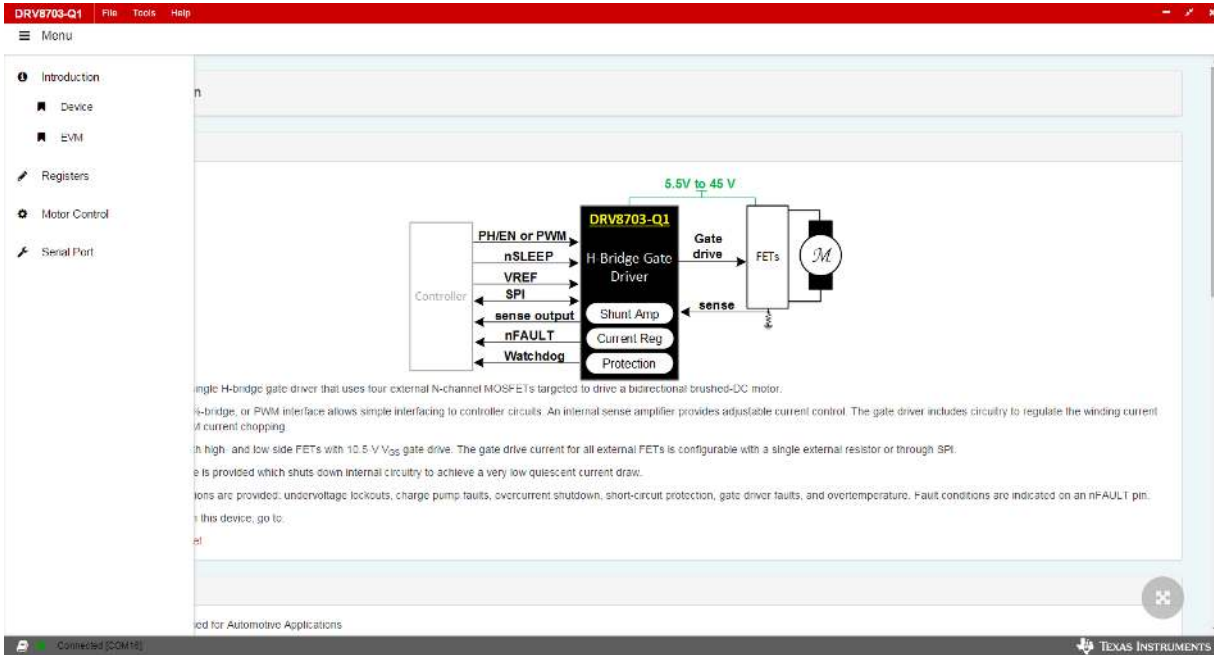 DRV8703-Q1 File Tools Help
Menu
Introduction
Device
EVM
Registers
Motor Control
Serial Port
n
5.5V to 45 V
DRV8703-Q1
H-Bridge Gate
Driver
Shunt Amp
Current Reg
Protection
Controller
PH/EN or PWM
nSLEEP
VREF
SPI
sense output
nFAULT
Watchdog
Gate
drive
sense
FETs
M
ingle H-bridge gate driver that uses four external N-channel MOSFETs targeted to drive a bidirectional brushed-DC motor.
½-bridge, or PWM interface allows simple interfacing to controller circuits. An internal sense amplifier provides adjustable current control. The gate driver includes circuitry to regulate the winding current
M current chopping.
h high- and low side FETs with 10.5-V VGS gate drive. The gate drive current for all external FETs is configurable with a single external resistor or through SPI.
e is provided which shuts down internal circuitry to achieve a very low quiescent current draw.
ions are provided: undervoltage lockouts, charge pump faults, overcurrent shutdown, short-circuit protection, gate driver faults, and overtemperature. Fault conditions are indicated on an nFAULT pin.
n this device, go to:
et
ied for Automotive Applications
Connected [COM16]
TEXAS INSTRUMENTS